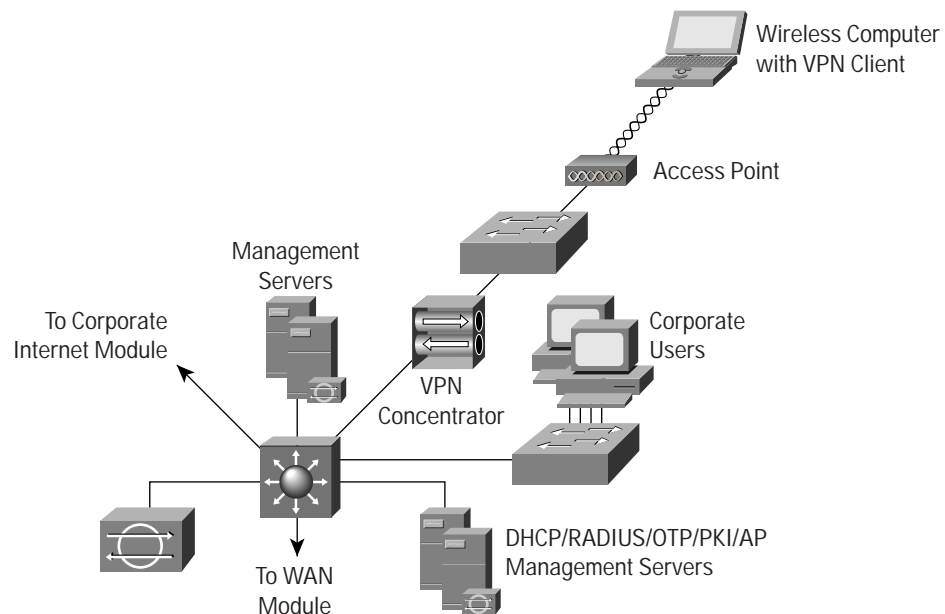 Wireless Computer
with VPN Client
Access Point
Management
Servers
To Corporate
Internet Module
Corporate
Users
VPN
Concentrator
DHCP/RADIUS/OTP/PKI/AP
Management Servers
To WAN
Module